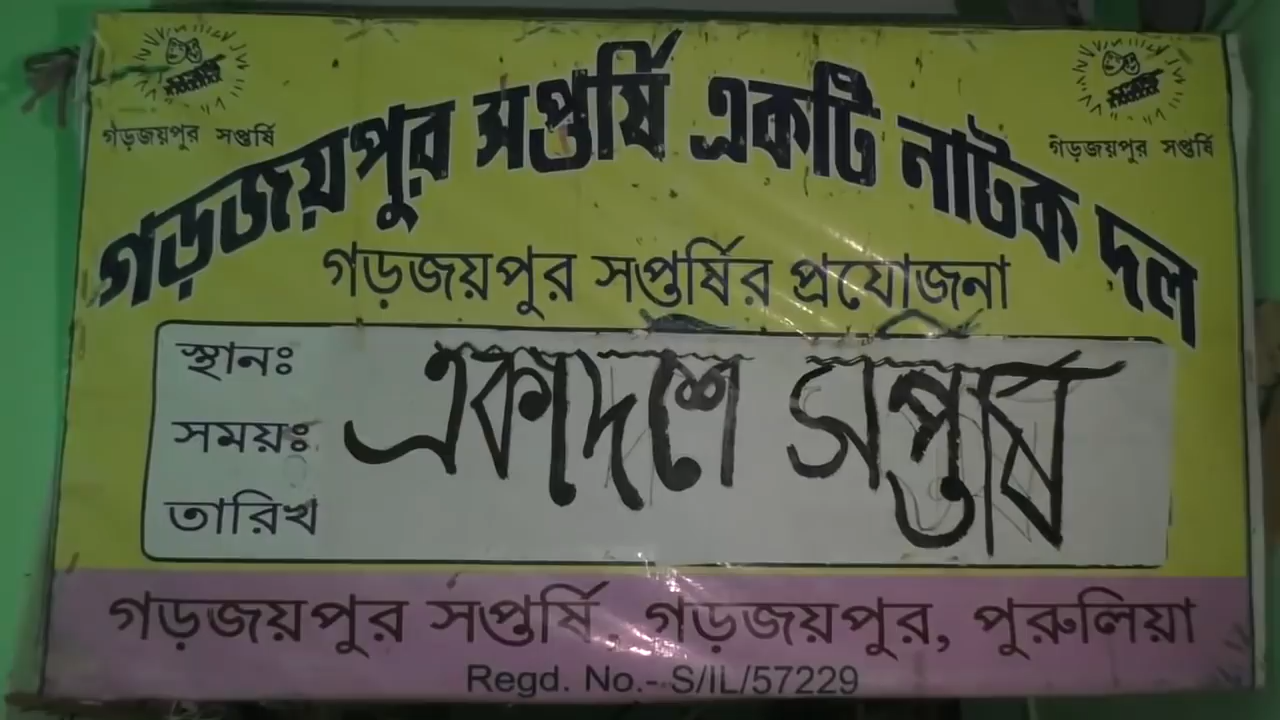 গড়জয়পুর সপ্তর্ষি
গড়জয়পুর সপ্তর্ষি
গড়জয়পুর সপ্তর্ষি একটি নাটক দল
গড়জয়পুর সপ্তর্ষির প্রযোজনা
স্থানঃ
সময়ঃ
তারিখ
একাদশে সপ্তর্ষি
গড়জয়পুর সপ্তর্ষি, গড়জয়পুর, পুরুলিয়া
Regd. No.- S/IL/57229